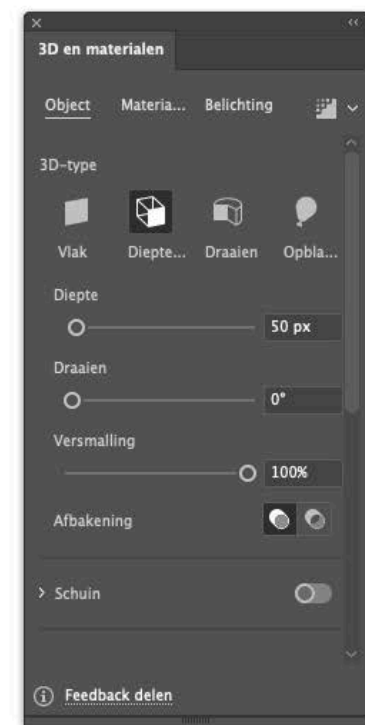 3D en materialen
Object Materia... Belichting
3D-type
Vlak Diepte... Draaien Opbla...
Diepte
50 px
Draaien
0°
Versmalling
100%
Afbakening
Schuin
Feedback delen